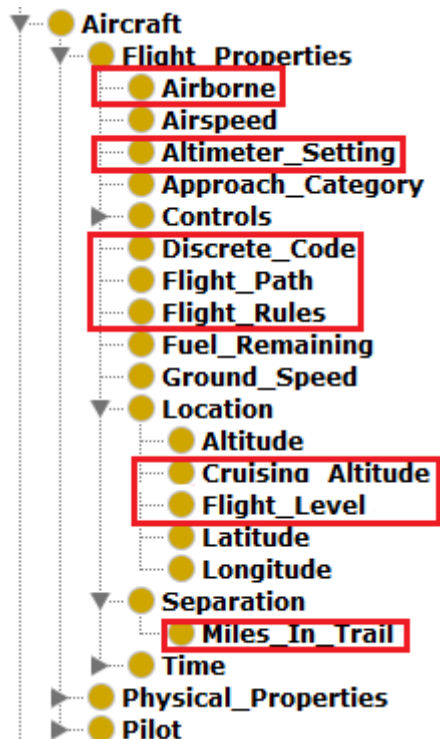 Aircraft
Flight_Properties
Airborne
Airspeed
Altimeter_Setting
Approach_Category
Controls
Discrete_Code
Flight_Path
Flight_Rules
Fuel_Remaining
Ground_Speed
Location
Altitude
Cruising_Altitude
Flight_Level
Latitude
Longitude
Separation
Miles_In_Trail
Time
Physical_Properties
Pilot